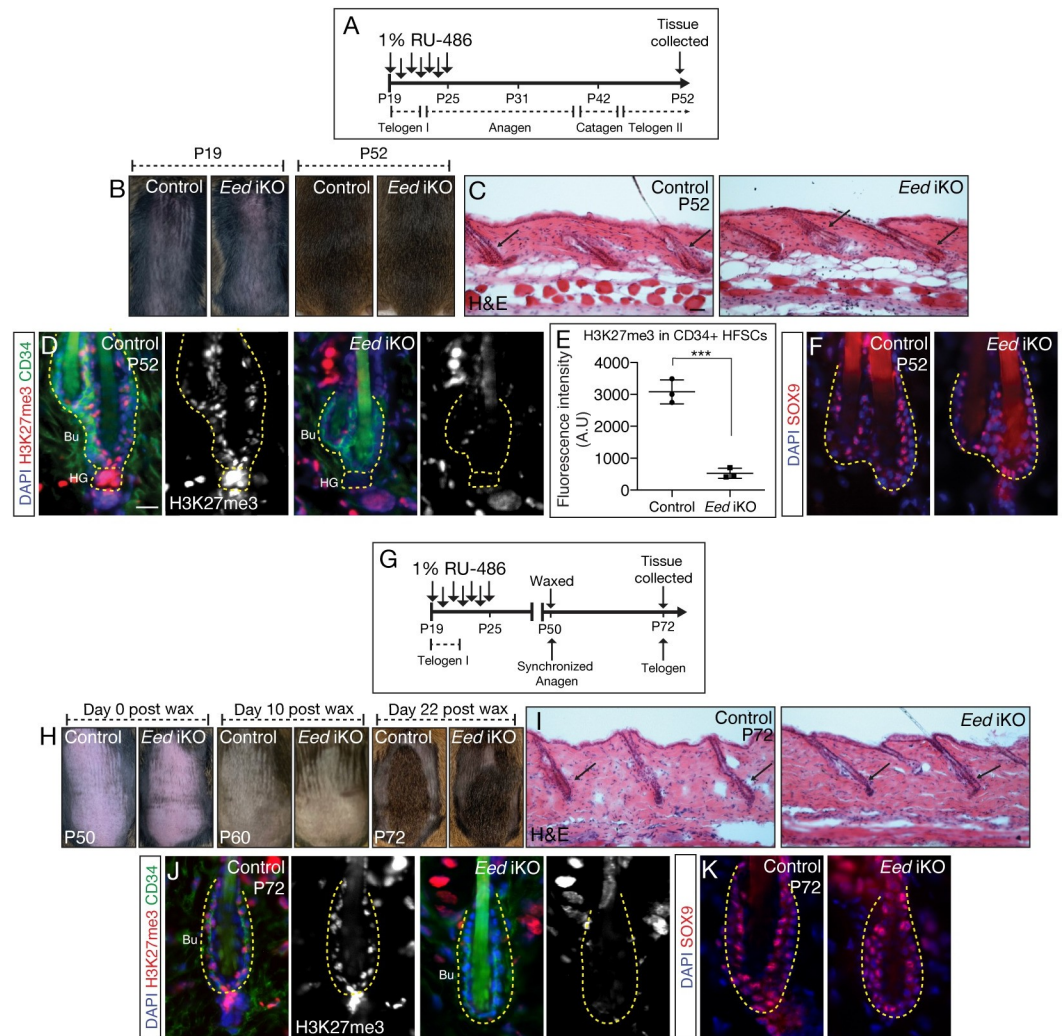 A
1% RU-486
Tissue
collected
P19
P25
P31
P42
P52
Telogen I
Anagen
Catagen
Telogen II
P19
P52
B
Control
Eed iKO
Control
Eed iKO
C
Control
P52
H&E
Eed iKO
D
DAPI H3K27me3 CD34
Control
P52
Bu
HG
H3K27me3
Eed iKO
Bu
HG
E
H3K27me3 in CD34+ HFSCs
Fluorescence intensity
(A.U)
4000
3000
2000
1000
0
***
Control
Eed iKO
F
DAPI SOX9
Control
P52
Eed iKO
G
1% RU-486
Waxed
Tissue
collected
P19
P25
P50
P72
Telogen I
Synchronized
Anagen
Telogen
Day 0 post wax
Day 10 post wax
Day 22 post wax
H
Control
Eed iKO
Control
Eed iKO
Control
Eed iKO
P50
P60
P72
I
Control
P72
H&E
Eed iKO
J
DAPI H3K27me3 CD34
Control
P72
Bu
H3K27me3
Eed iKO
Bu
K
DAPI SOX9
Control
P72
Eed iKO